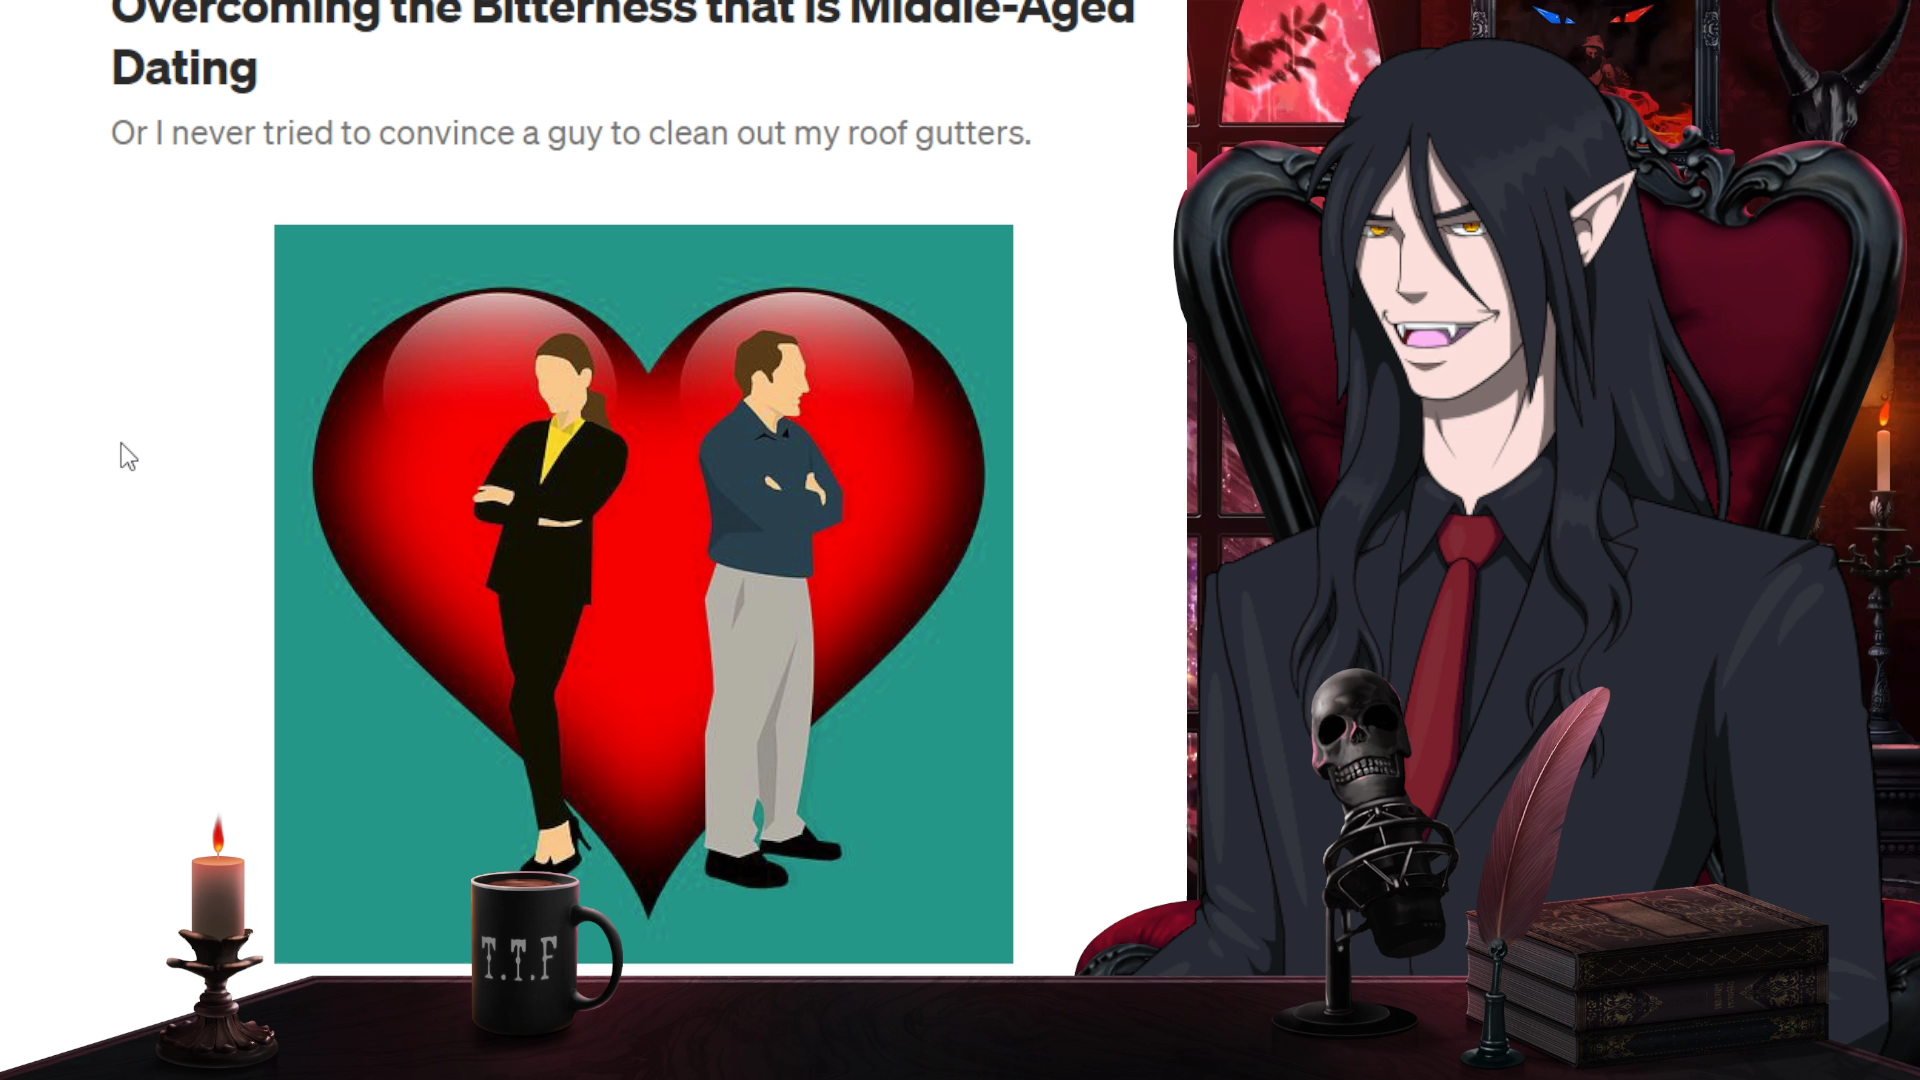 Overcoming the Bitterness that Is Middle-Aged
Dating
Or I never tried to convince a guy to clean out my roof gutters.
T.T.F